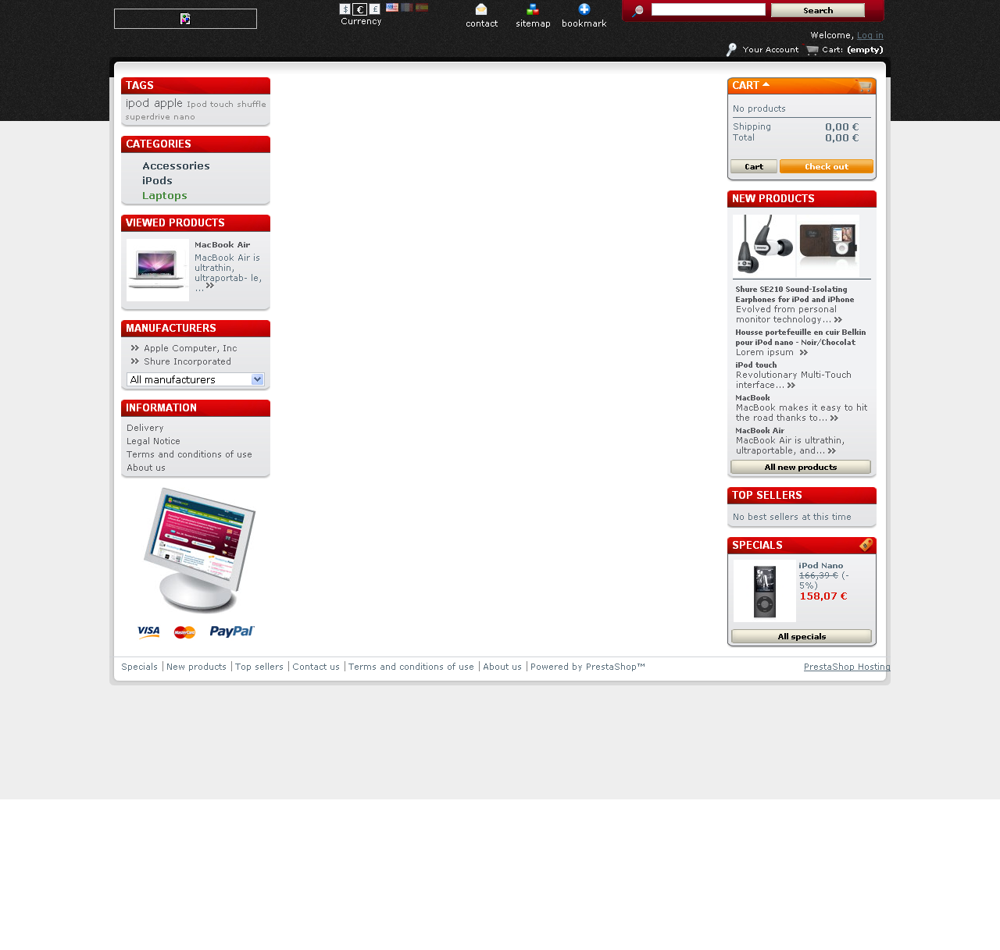 $ € £
Currency
contact
sitemap
bookmark
Search
Welcome, Log in
Your Account
Cart: (empty)
TAGS
ipod apple Ipod touch shuffle
superdrive nano
CATEGORIES
Accessories
iPods
Laptops
VIEWED PRODUCTS
MacBook Air
MacBook Air is
ultrathin,
ultraportab- le,
...
MANUFACTURERS
Apple Computer, Inc
Shure Incorporated
All manufacturers
INFORMATION
Delivery
Legal Notice
Terms and conditions of use
About us
VISA MasterCard PayPal
CART
No products
Shipping 0,00 €
Total 0,00 €
Cart Check out
NEW PRODUCTS
Shure SE210 Sound-Isolating
Earphones for iPod and iPhone
Evolved from personal
monitor technology...
Housse portefeuille en cuir Belkin
pour iPod nano - Noir/Chocolat
Lorem ipsum
iPod touch
Revolutionary Multi-Touch
interface...
MacBook
MacBook makes it easy to hit
the road thanks to...
MacBook Air
MacBook Air is ultrathin,
ultraportable, and...
All new products
TOP SELLERS
No best sellers at this time
SPECIALS
iPod Nano
166,39 € (-
5%)
158,07 €
All specials
Specials New products Top sellers Contact us Terms and conditions of use About us Powered by PrestaShop™ PrestaShop Hosting